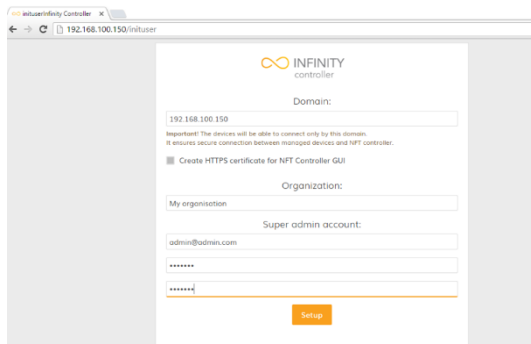 inituserInfinity Controller
192.168.100.150/inituser
INFINITY
controller
Domain:
192.168.100.150
Important! The devices will be able to connect only by this domain.
It ensures secure connection between managed devices and NFT controller.
Create HTTPS certificate for NFT Controller GUI
Organization:
My organisation
Super admin account:
admin@admin.com
•••••••
•••••••
Setup